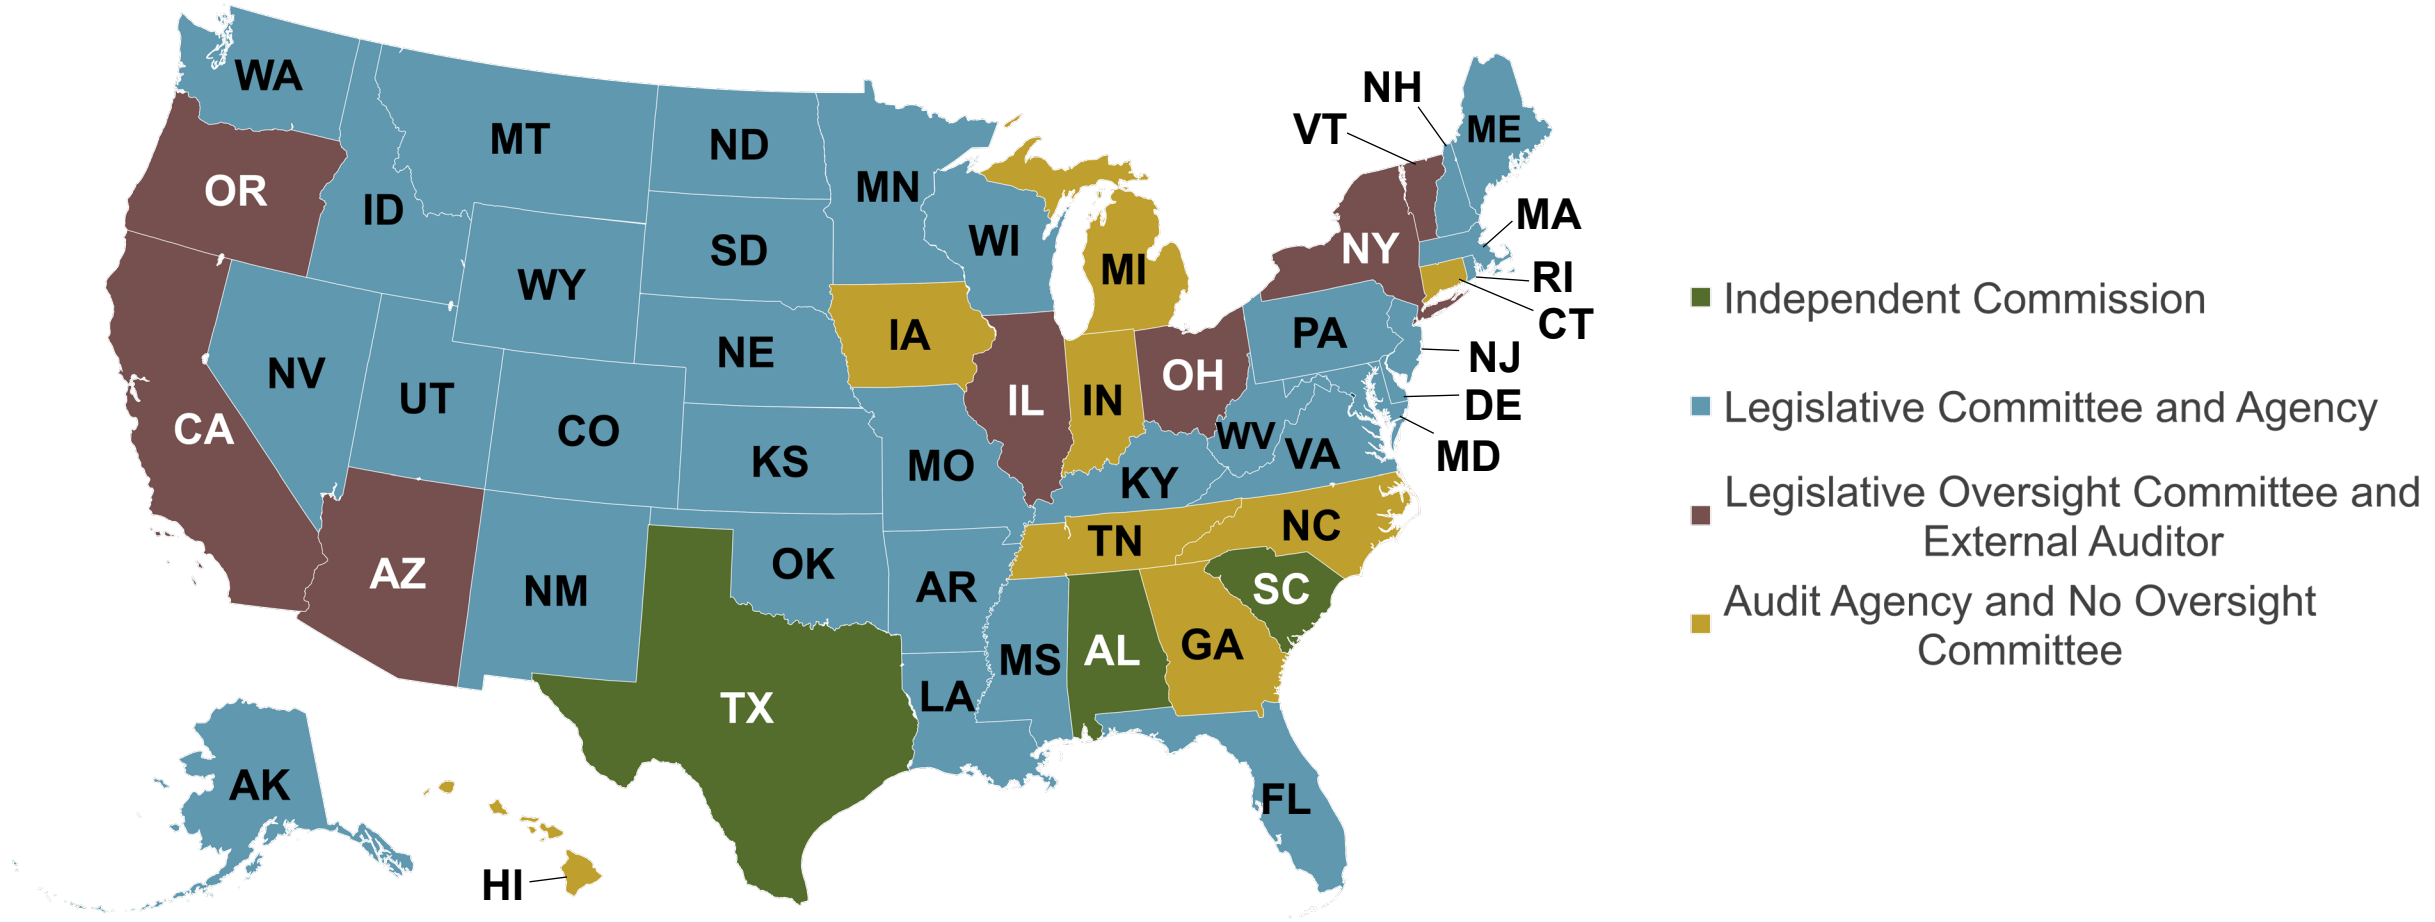 WA
MT
ND
MN
OR
ID
SD
WI
MI
WY
NH
VT
ME
NY
MA
RI
CT
NV
UT
CO
NE
IA
IL
IN
OH
PA
NJ
DE
MD
CA
KS
MO
KY
WV
VA
AZ
NM
OK
AR
TN
NC
SC
TX
LA
MS
AL
GA
FL
AK
HI
Independent Commission
Legislative Committee and Agency
Legislative Oversight Committee and
External Auditor
Audit Agency and No Oversight
Committee